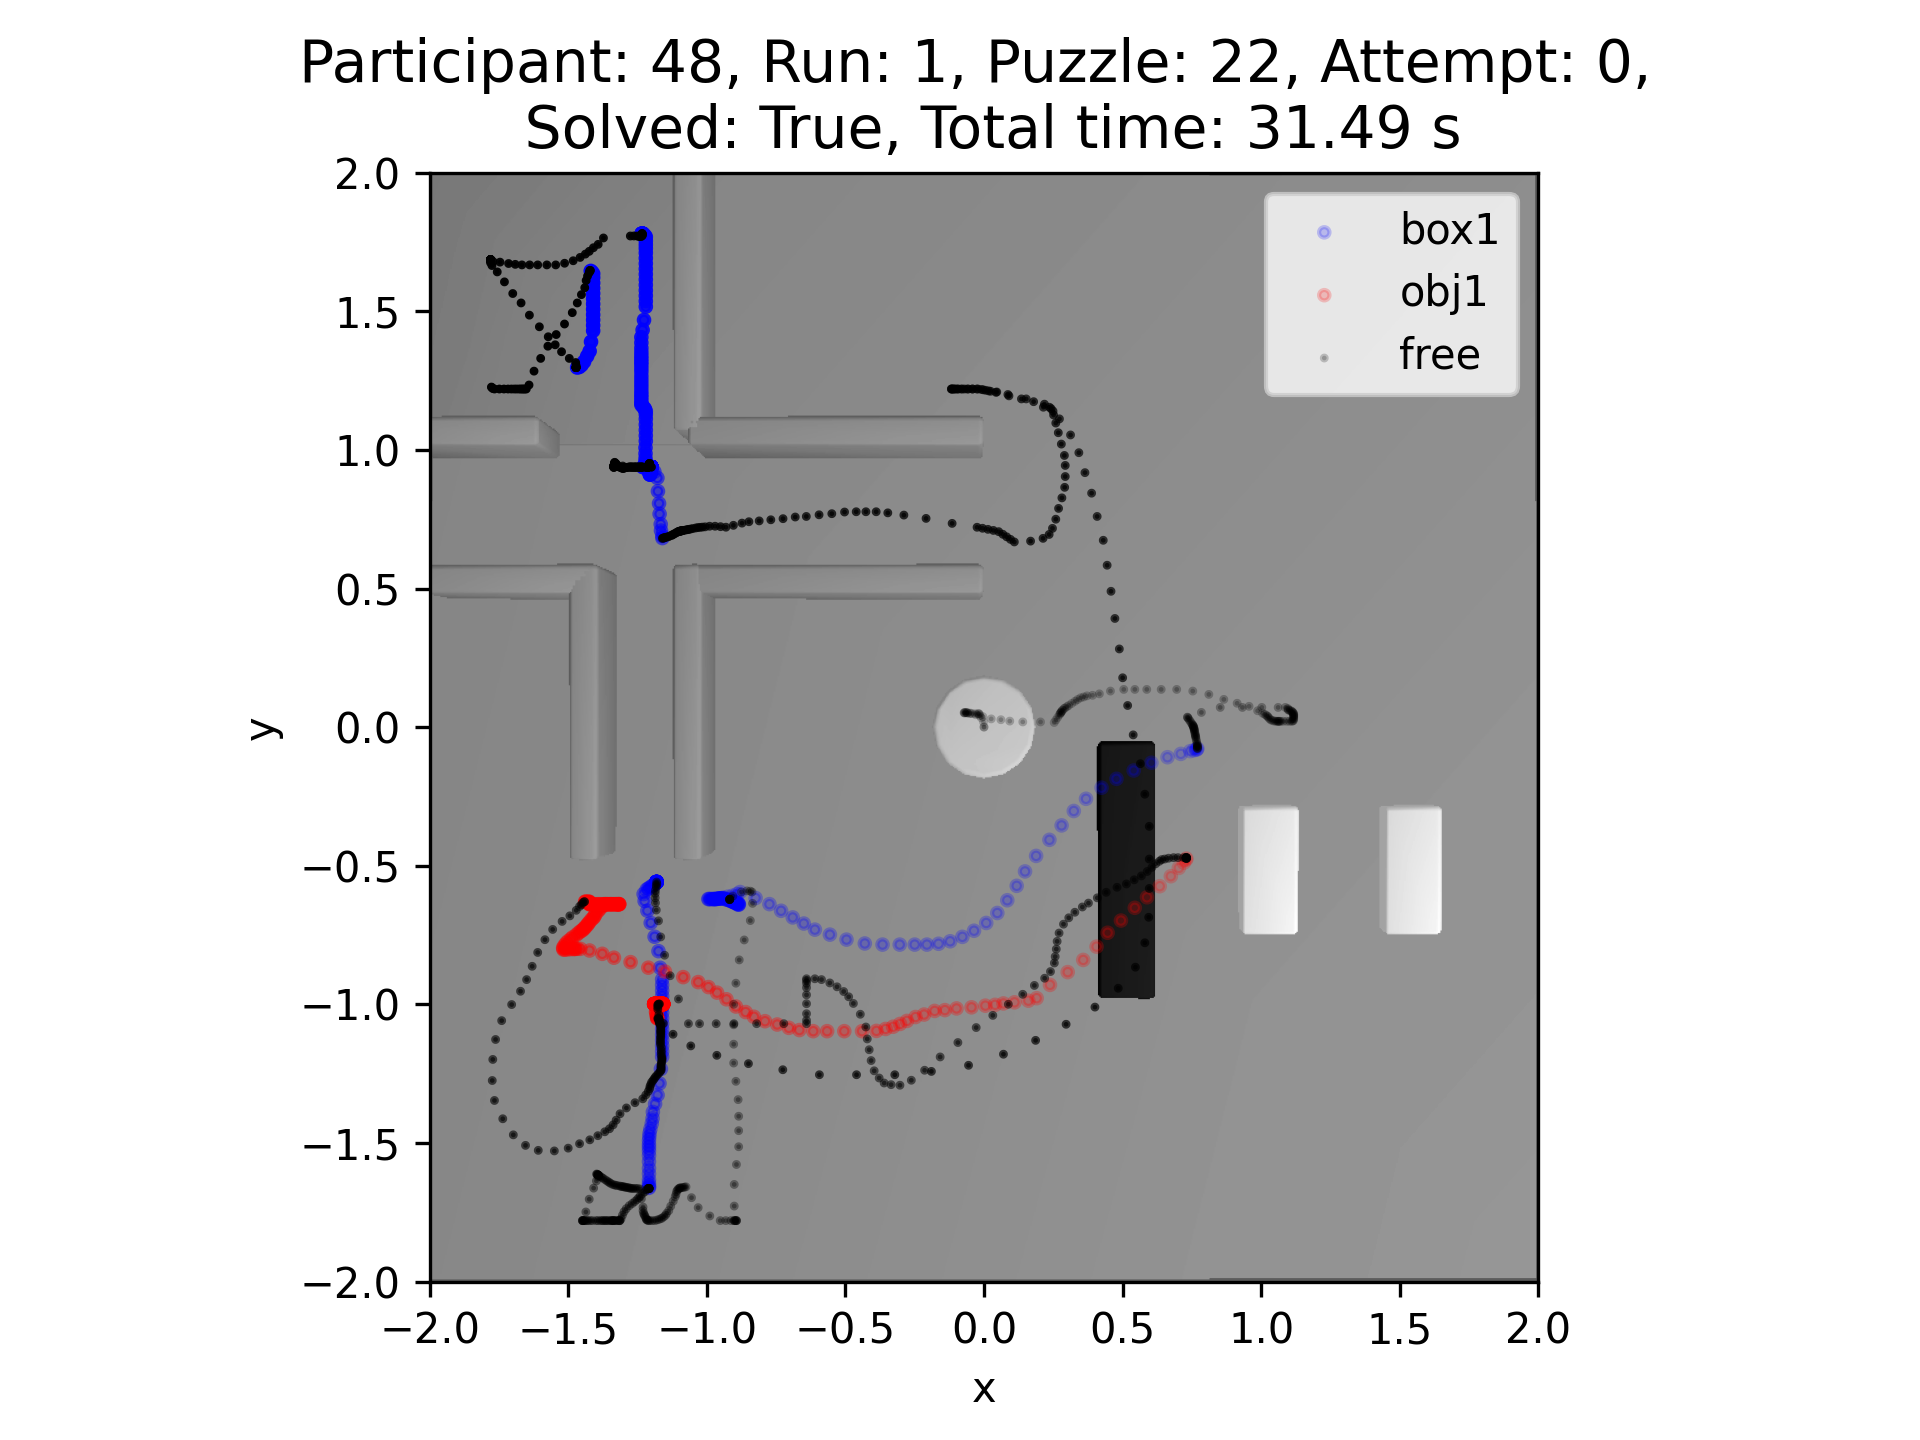 Participant: 48, Run: 1, Puzzle: 22, Attempt: 0,
Solved: True, Total time: 31.49 s
box1
obj1
free
2.0
1.5
1.0
0.5
0.0
−0.5
−1.0
−1.5
−2.0
y
−2.0 −1.5 −1.0 −0.5 0.0 0.5 1.0 1.5 2.0
x